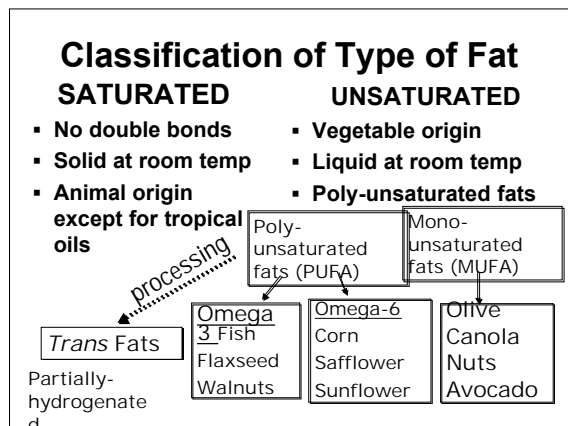 Classification of Type of Fat
SATURATED
▪ No double bonds
▪ Solid at room temp
▪ Animal origin
except for tropical
oils
UNSATURATED
▪ Vegetable origin
▪ Liquid at room temp
▪ Poly-unsaturated fats
Poly-
unsaturated
fats (PUFA)
Mono-
unsaturated
fats (MUFA)
processing
Trans Fats
Partially-
hydrogenate
d
Omega
3 Fish
Flaxseed
Walnuts
Omega-6
Corn
Safflower
Sunflower
Olive
Canola
Nuts
Avocado